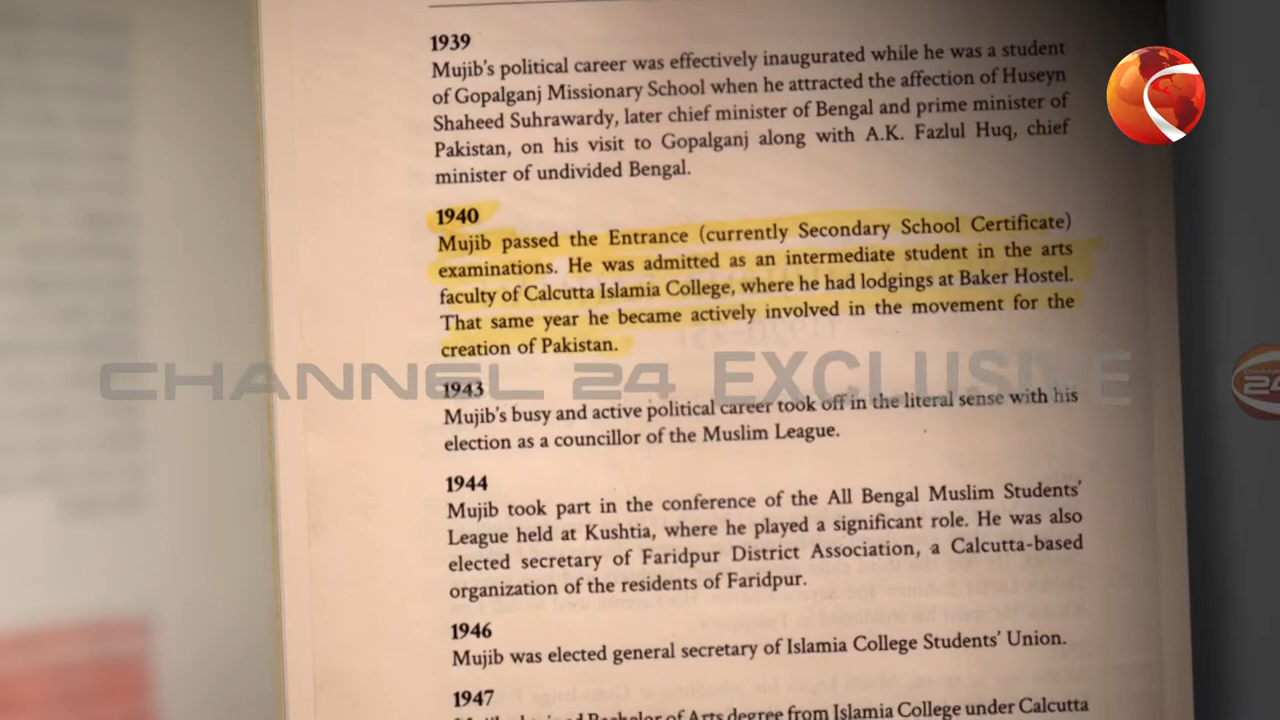 1939
Mujib's political career was effectively inaugurated while he was a student
of Gopalganj Missionary School when he attracted the affection of Huseyn
Shaheed Suhrawardy, later chief minister of Bengal and prime minister of
Pakistan, on his visit to Gopalganj along with A.K. Fazlul Huq, chief
minister of undivided Bengal.
1940
Mujib passed the Entrance (currently Secondary School Certificate)
examinations. He was admitted as an intermediate student in the arts
faculty of Calcutta Islamia College, where he had lodgings at Baker Hostel.
That same year he became actively involved in the movement for the
creation of Pakistan.
CHANNEL 24 EXCLUSIVE
24
1943
Mujib's busy and active political career took off in the literal sense with his
election as a councillor of the Muslim League.
1944
Mujib took part in the conference of the All Bengal Muslim Students'
League held at Kushtia, where he played a significant role. He was also
elected secretary of Faridpur District Association, a Calcutta-based
organization of the residents of Faridpur.
1946
Mujib was elected general secretary of Islamia College Students' Union.
1947
Bachelor of Arts degree from Islamia College under Calcutta